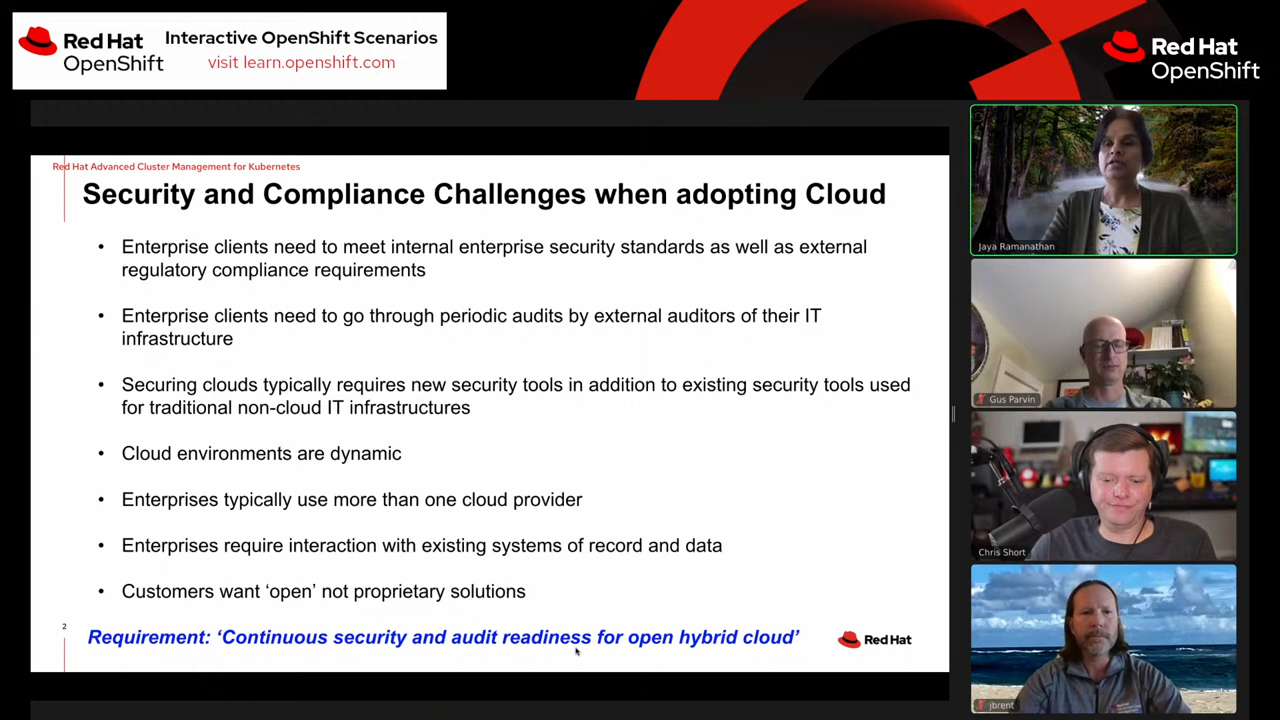 Red Hat
OpenShift
Interactive OpenShift Scenarios
visit learn.openshift.com
Red Hat
OpenShift
Red Hat Advanced Cluster Management for Kubernetes
Security and Compliance Challenges when adopting Cloud
• Enterprise clients need to meet internal enterprise security standards as well as external
regulatory compliance requirements
• Enterprise clients need to go through periodic audits by external auditors of their IT
infrastructure
• Securing clouds typically requires new security tools in addition to existing security tools used
for traditional non-cloud IT infrastructures
• Cloud environments are dynamic
• Enterprises typically use more than one cloud provider
• Enterprises require interaction with existing systems of record and data
• Customers want ‘open’ not proprietary solutions
2
Requirement: ‘Continuous security and audit readiness for open hybrid cloud’
Red Hat
Jaya Ramanathan
Gus Parvin
Chris Short
jbrent